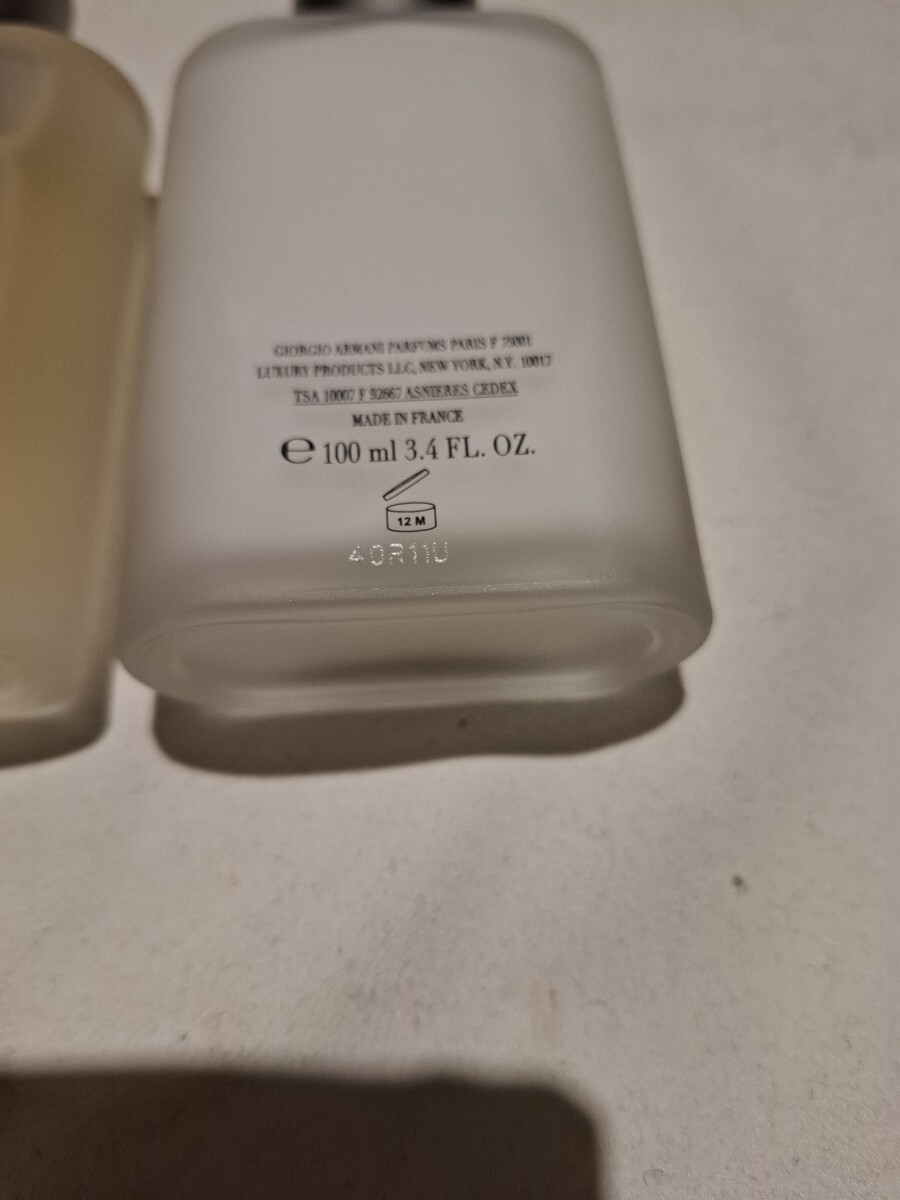 GIORGIO ARMANI PARFUMS PARIS F 75001
LUXURY PRODUCTS LLC, NEW YORK, N.Y. 10017
TSA 10007 F 92667 ASNIERES CEDEX
MADE IN FRANCE
℮ 100 ml 3.4 FL. OZ.
12 M
40R11U